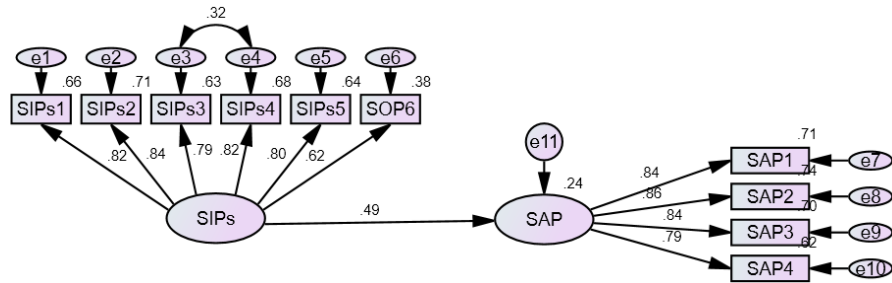 .32
e1 e2 e3 e4 e5 e6
.66 .71 .63 .68 .64 .38
SIPs1 SIPs2 SIPs3 SIPs4 SIPs5 SOP6
.82 .84 .79 .82 .80 .62
e11
.71
.84 SAP1 e7
.24
.74
SIPs .49 SAP .86 SAP2 e8
.70
.84 SAP3 e9
.62
.79 SAP4 e10